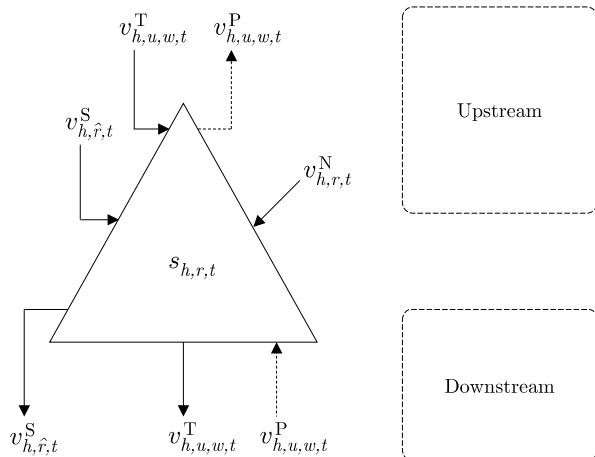 v^T_{h,u,w,t} v^P_{h,u,w,t}
Upstream
v^S_{h,r̂,t}
v^N_{h,r,t}
s_{h,r,t}
Downstream
v^S_{h,r̂,t} v^T_{h,u,w,t} v^P_{h,u,w,t}